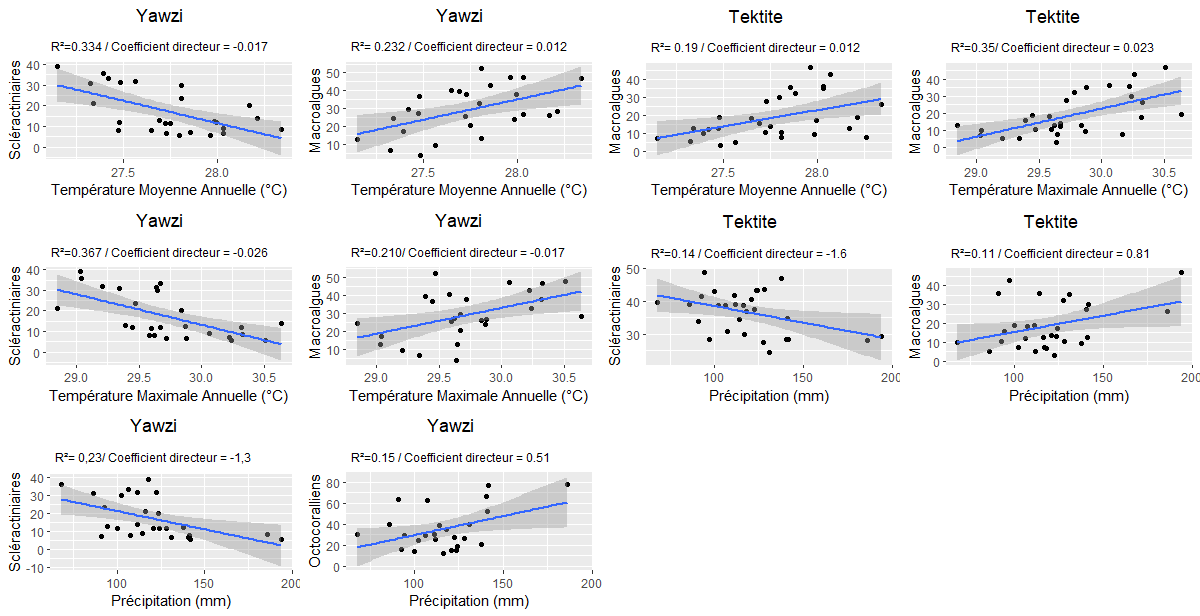 Yawzi
R²=0.334 / Coefficient directeur = -0.017
Scléractiniaires
40
30
20
10
0
27.5
28.0
Température Moyenne Annuelle (°C)
Yawzi
R²= 0.232 / Coefficient directeur = 0.012
Macroalgues
50
40
30
20
10
27.5
28.0
Température Moyenne Annuelle (°C)
Tektite
R²= 0.19 / Coefficient directeur = 0.012
Macroalgues
40
30
20
10
0
27.5
28.0
Température Moyenne Annuelle (°C)
Tektite
R²=0.35/ Coefficient directeur = 0.023
Macroalgues
40
30
20
10
0
29.0
29.5
30.0
30.5
Température Maximale Annuelle (°C)
Yawzi
R²=0.367 / Coefficient directeur = -0.026
Scléractiniaires
40
30
20
10
0
29.0
29.5
30.0
30.5
Température Maximale Annuelle (°C)
Yawzi
R²=0.210/ Coefficient directeur = -0.017
Macroalgues
50
40
30
20
10
29.0
29.5
30.0
30.5
Température Maximale Annuelle (°C)
Tektite
R²=0.14 / Coefficient directeur = -1.6
Scléractiniaires
50
40
30
100
150
200
Précipitation (mm)
Tektite
R²=0.11 / Coefficient directeur = 0.81
Macroalgues
40
30
20
10
0
100
150
200
Précipitation (mm)
Yawzi
R²= 0,23/ Coefficient directeur = -1,3
Scléractiniaires
40
30
20
10
0
-10
100
150
200
Précipitation (mm)
Yawzi
R²=0.15 / Coefficient directeur = 0.51
Octocoralliens
80
60
40
20
0
100
150
200
Précipitation (mm)